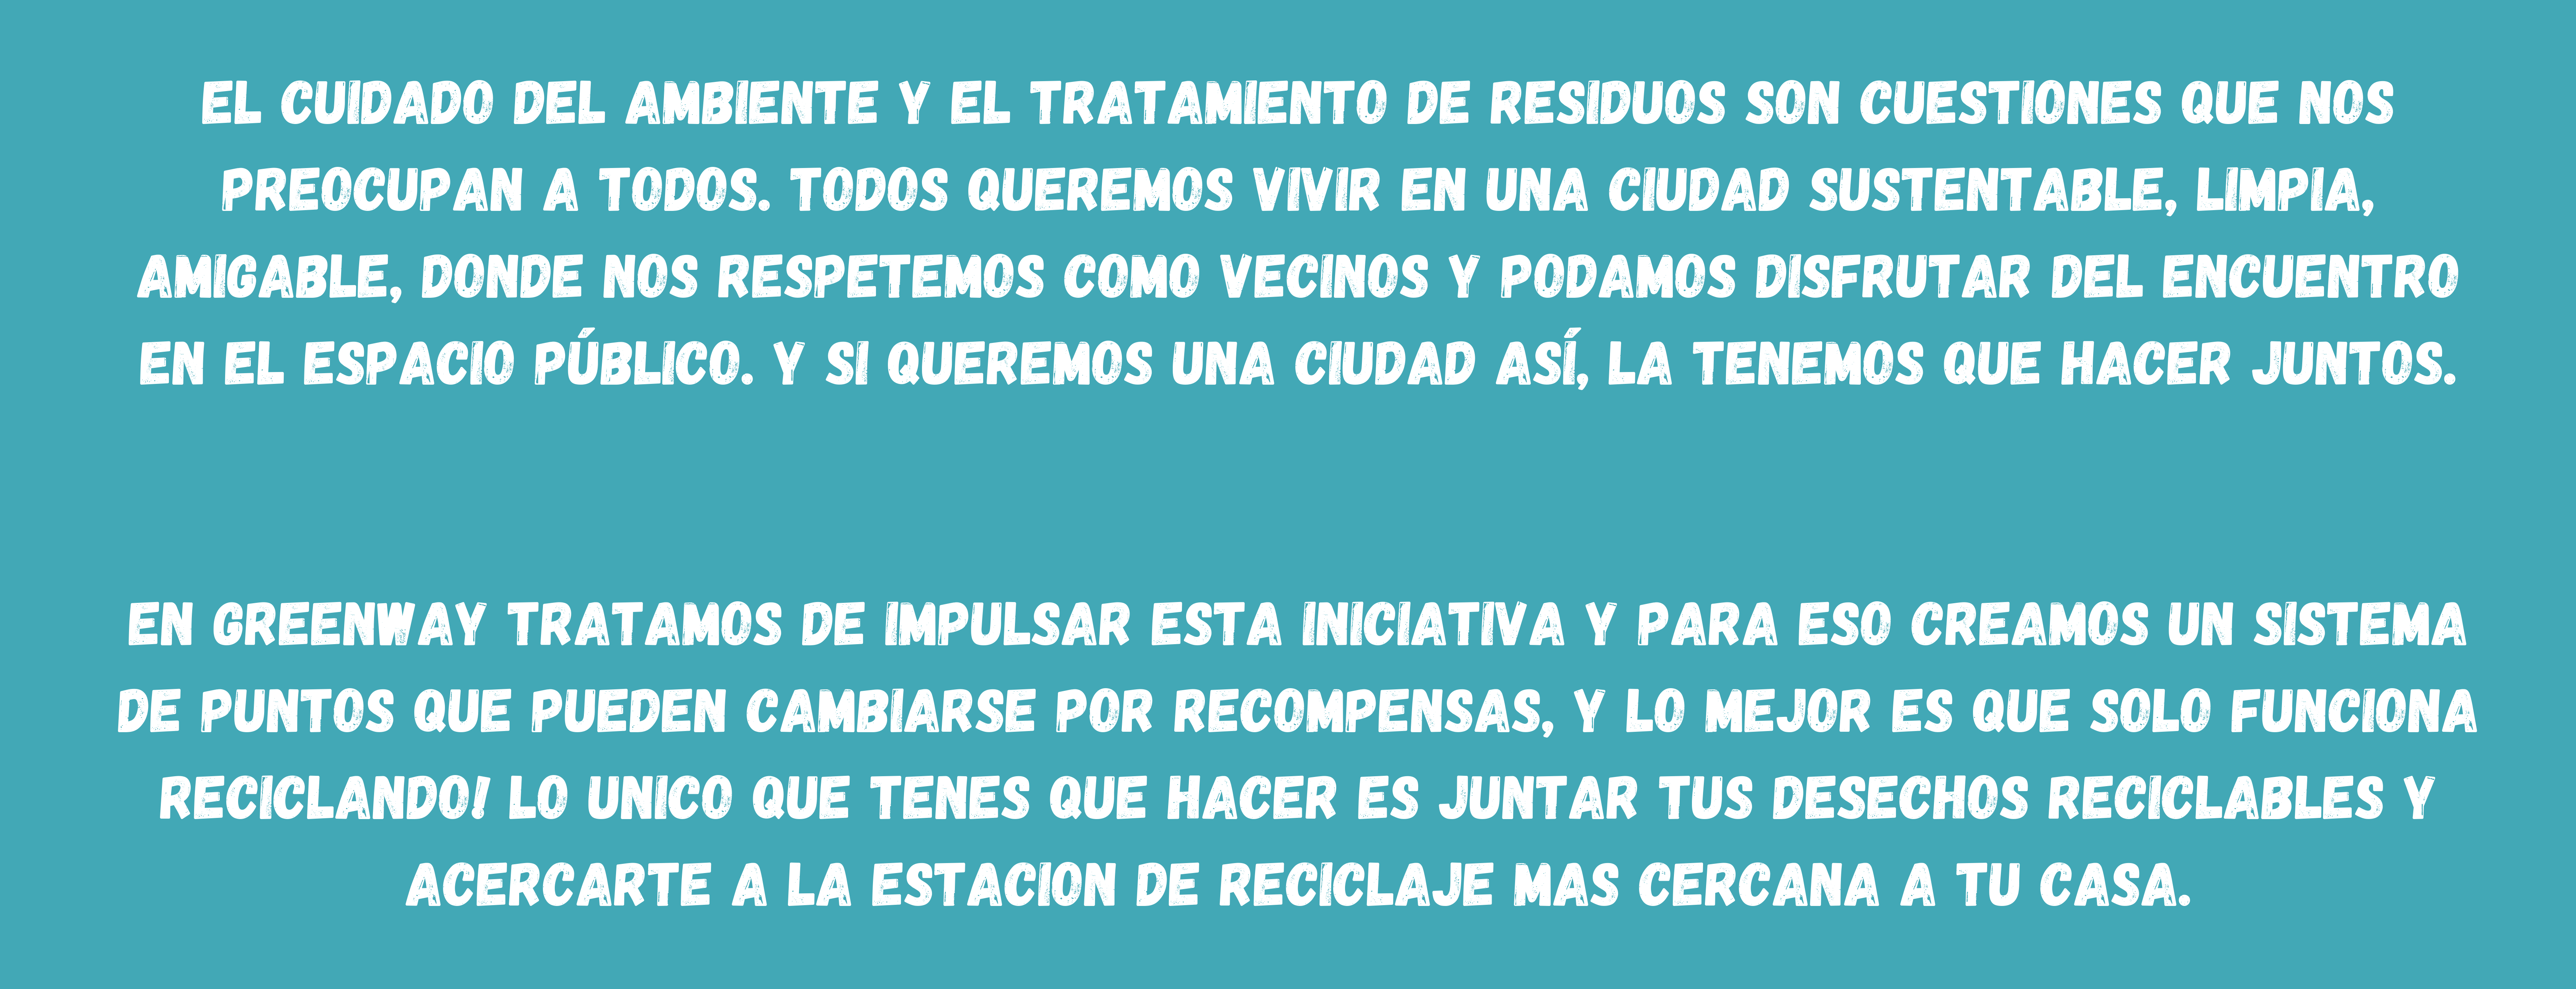 EL CUIDADO DEL AMBIENTE Y EL TRATAMIENTO DE RESIDUOS SON CUESTIONES QUE NOS
PREOCUPAN A TODOS. TODOS QUEREMOS VIVIR EN UNA CIUDAD SUSTENTABLE, LIMPIA,
AMIGABLE, DONDE NOS RESPETEMOS COMO VECINOS Y PODAMOS DISFRUTAR DEL ENCUENTRO
EN EL ESPACIO PÚBLICO. Y SI QUEREMOS UNA CIUDAD ASÍ, LA TENEMOS QUE HACER JUNTOS.
EN GREENWAY TRATAMOS DE IMPULSAR ESTA INICIATIVA Y PARA ESO CREAMOS UN SISTEMA
DE PUNTOS QUE PUEDEN CAMBIARSE POR RECOMPENSAS, Y LO MEJOR ES QUE SOLO FUNCIONA
RECICLANDO! LO UNICO QUE TENES QUE HACER ES JUNTAR TUS DESECHOS RECICLABLES Y
ACERCARTE A LA ESTACION DE RECICLAJE MAS CERCANA A TU CASA.